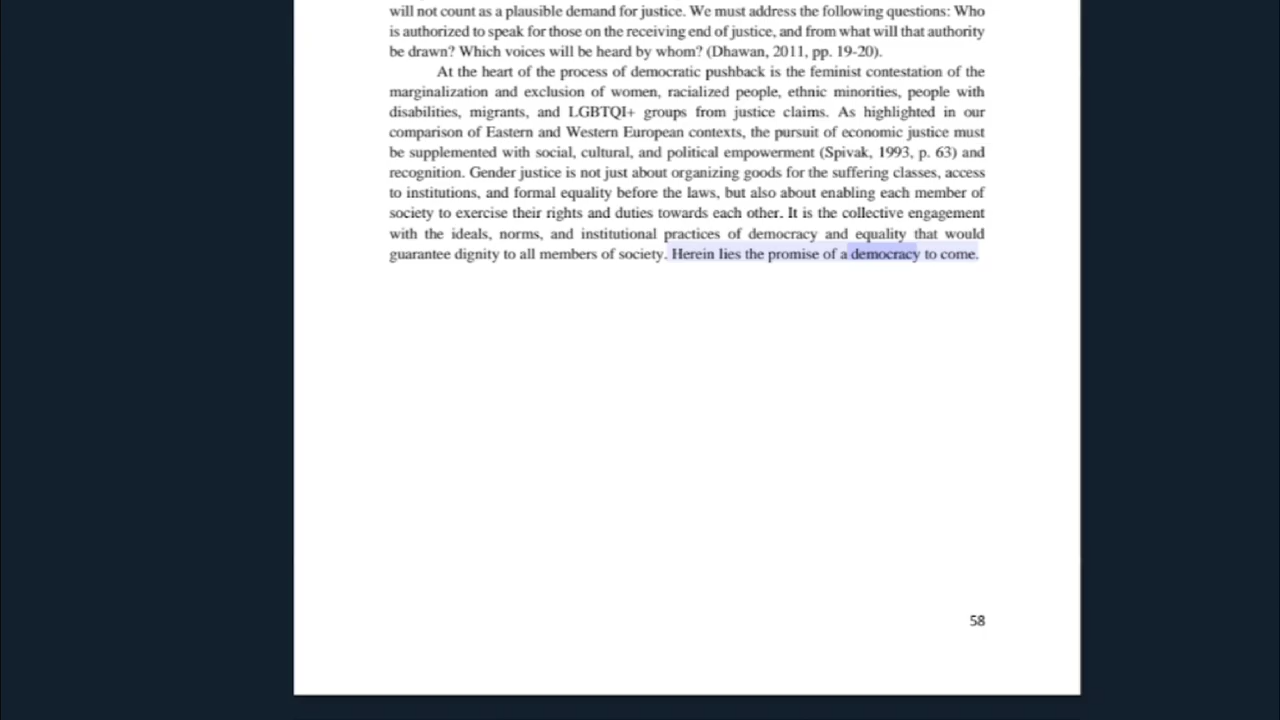 will not count as a plausible demand for justice. We must address the following questions: Who
is authorized to speak for those on the receiving end of justice, and from what will that authority
be drawn? Which voices will be heard by whom? (Dhawan, 2011, pp. 19-20).
At the heart of the process of democratic pushback is the feminist contestation of the
marginalization and exclusion of women, racialized people, ethnic minorities, people with
disabilities, migrants, and LGBTQI+ groups from justice claims. As highlighted in our
comparison of Eastern and Western European contexts, the pursuit of economic justice must
be supplemented with social, cultural, and political empowerment (Spivak, 1993, p. 63) and
recognition. Gender justice is not just about organizing goods for the suffering classes, access
to institutions, and formal equality before the laws, but also about enabling each member of
society to exercise their rights and duties towards each other. It is the collective engagement
with the ideals, norms, and institutional practices of democracy and equality that would
guarantee dignity to all members of society. Herein lies the promise of a democracy to come.
58